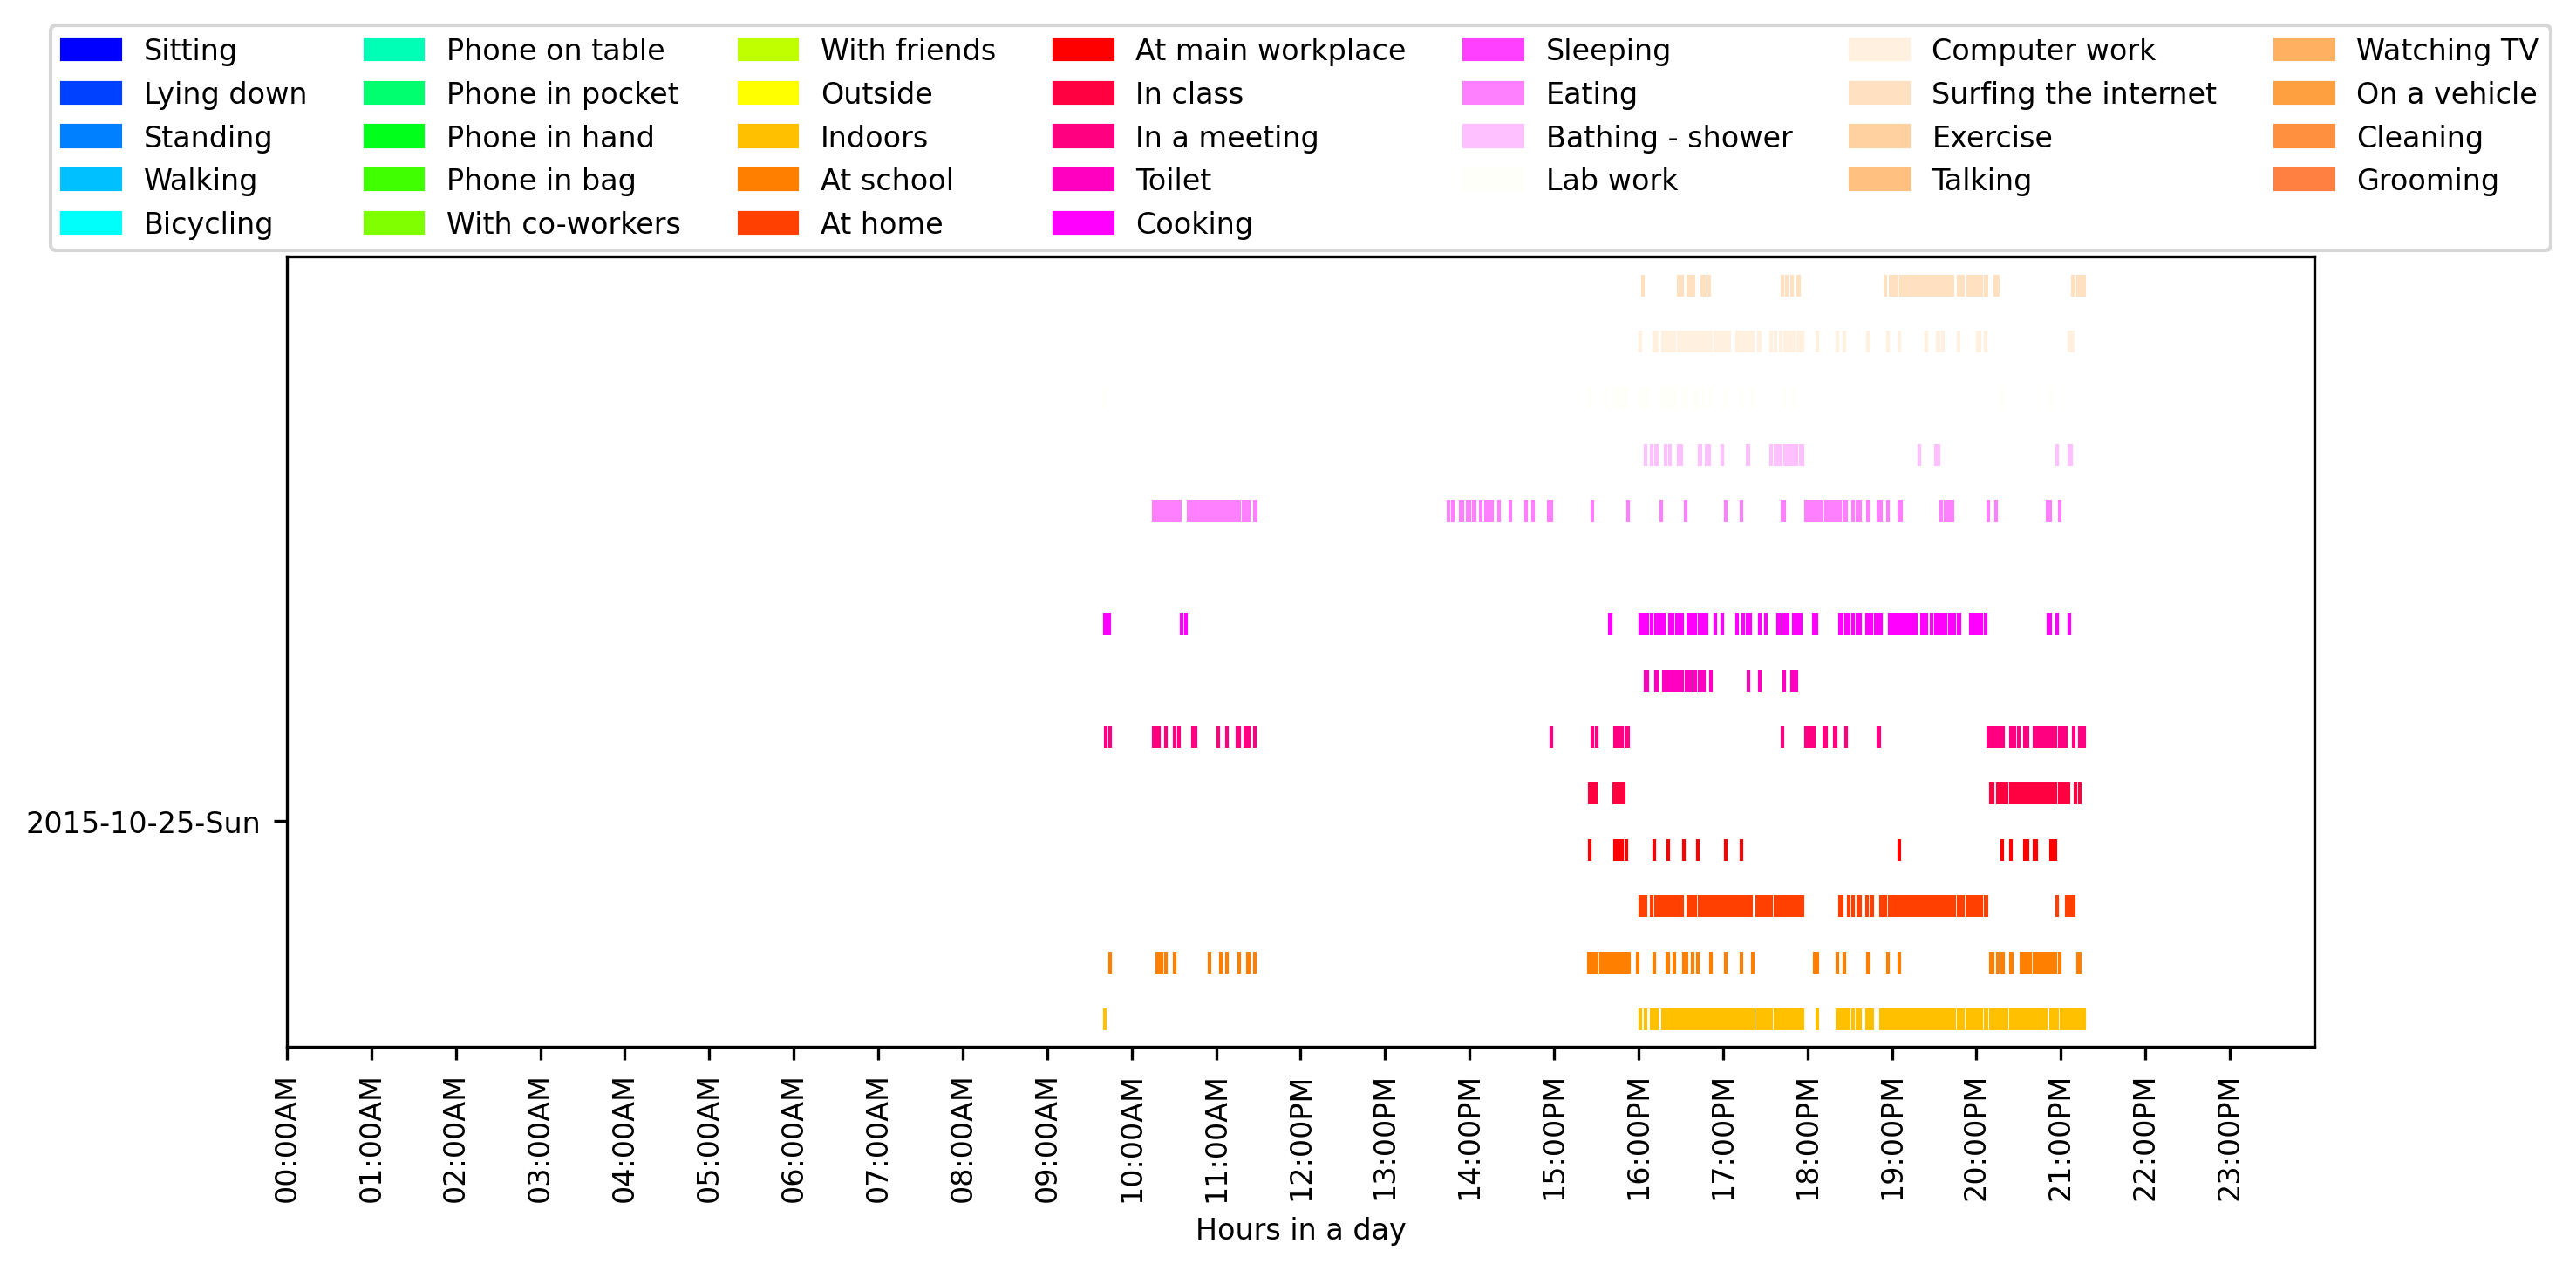 Sitting
Lying down
Standing
Walking
Bicycling
Phone on table
Phone in pocket
Phone in hand
Phone in bag
With co-workers
With friends
Outside
Indoors
At school
At home
At main workplace
In class
In a meeting
Toilet
Cooking
Sleeping
Eating
Bathing - shower
Lab work
Computer work
Surfing the internet
Exercise
Talking
Watching TV
On a vehicle
Cleaning
Grooming
2015-10-25-Sun
00:00AM
01:00AM
02:00AM
03:00AM
04:00AM
05:00AM
06:00AM
07:00AM
08:00AM
09:00AM
10:00AM
11:00AM
12:00PM
13:00PM
14:00PM
15:00PM
16:00PM
17:00PM
18:00PM
19:00PM
20:00PM
21:00PM
22:00PM
23:00PM
Hours in a day